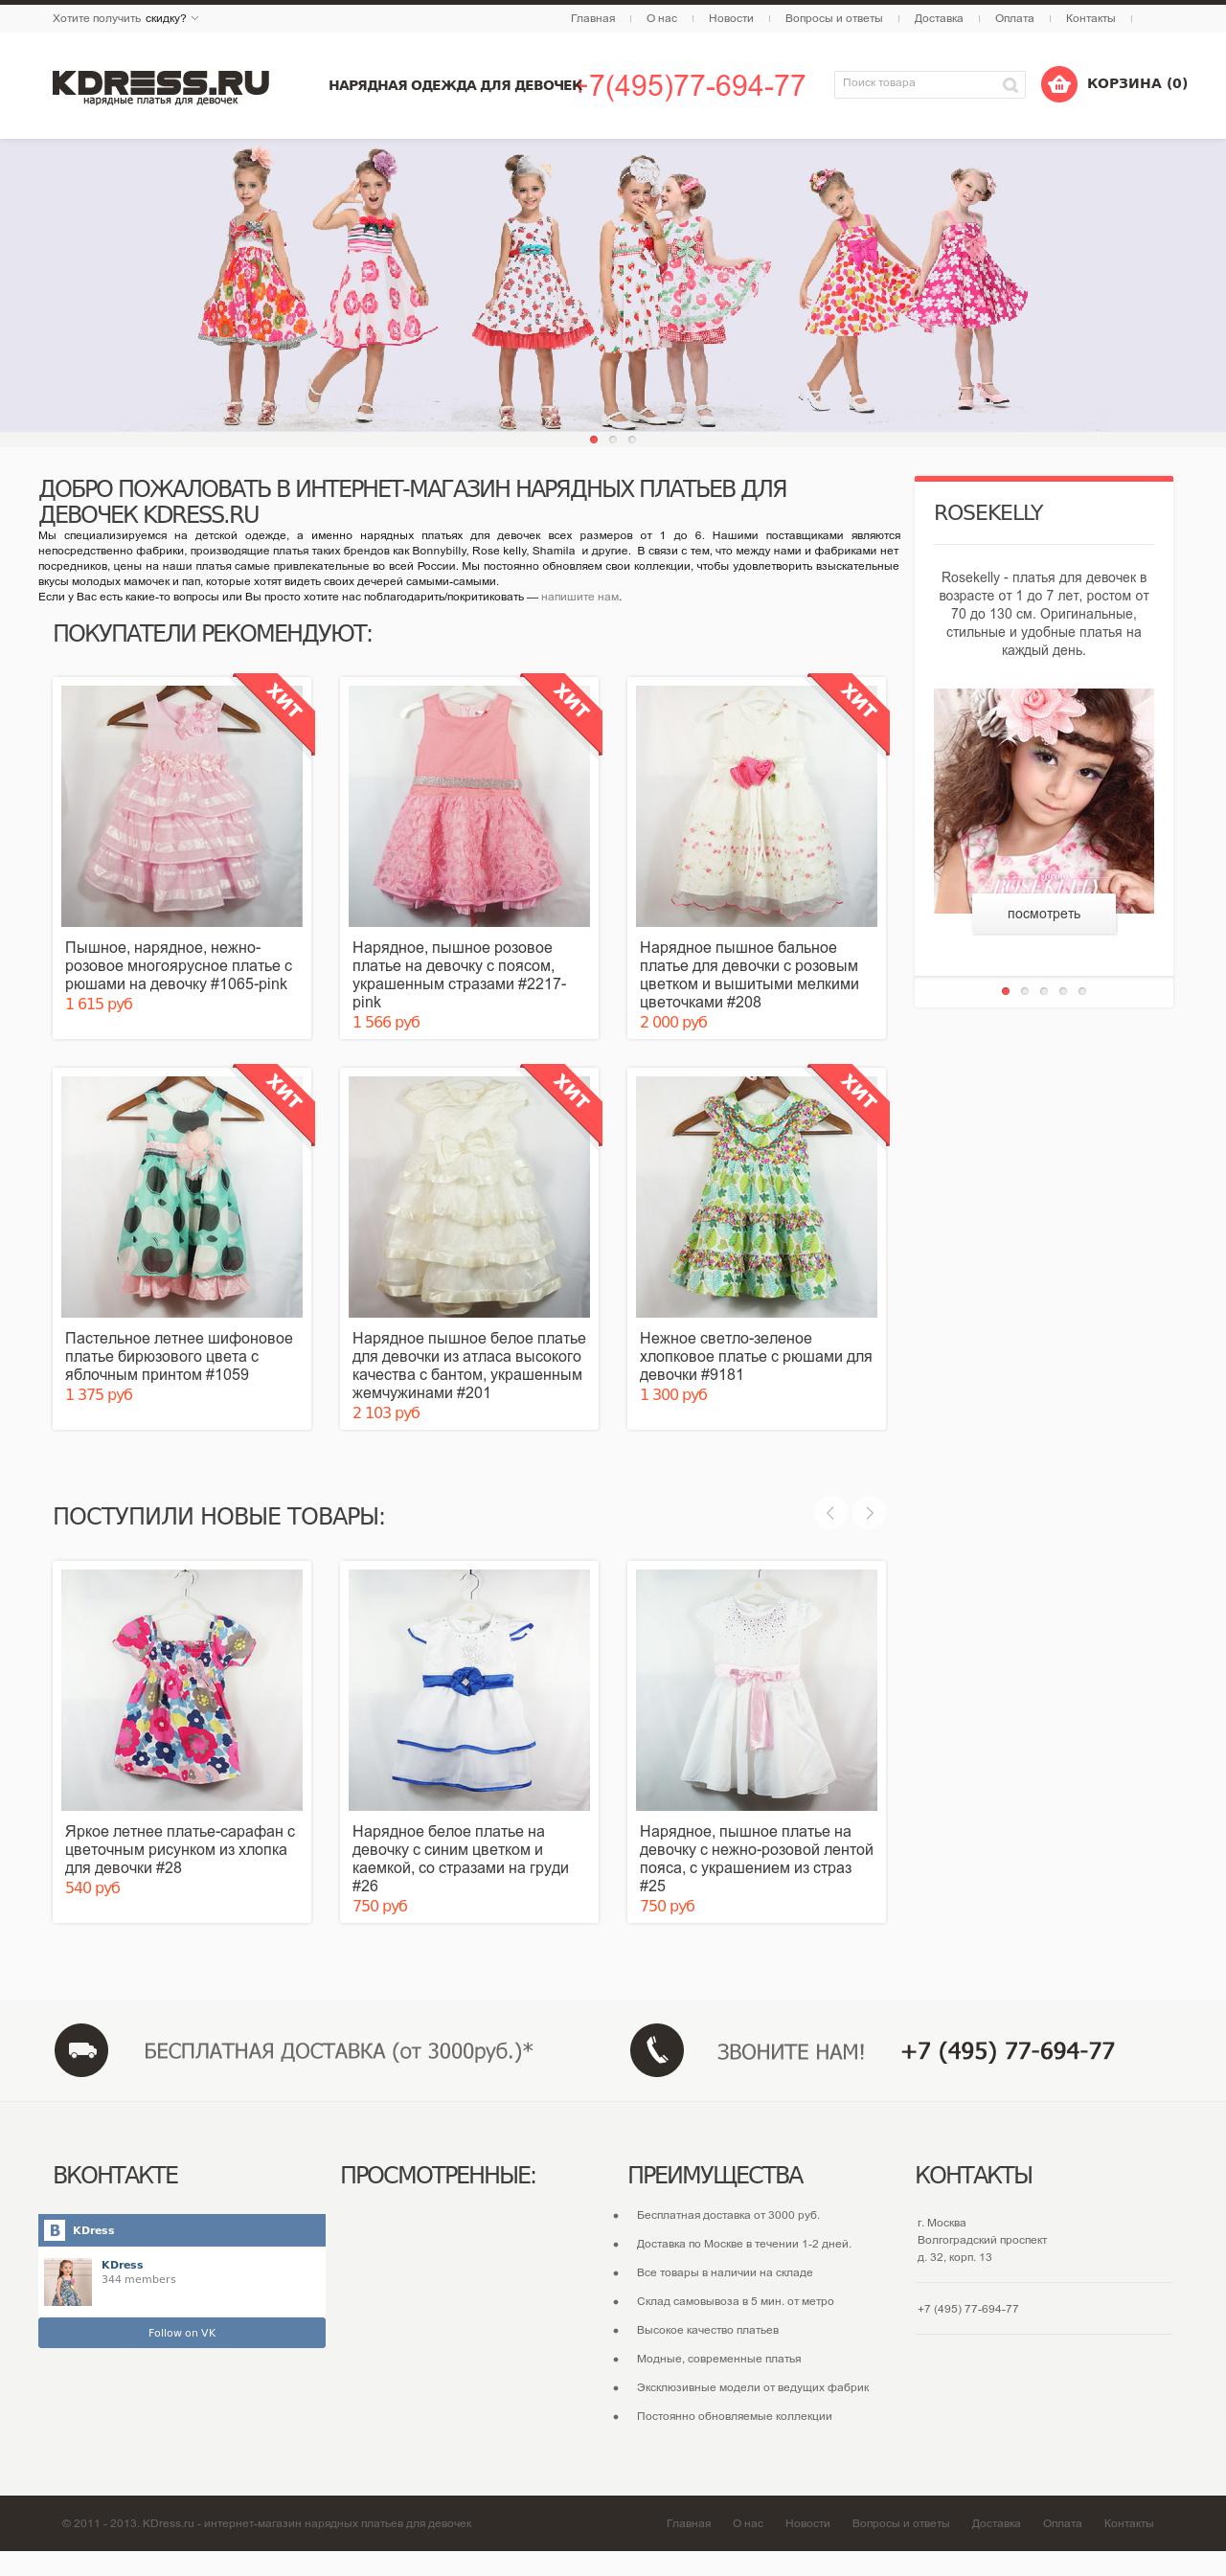 Хотите получить скидку?
Главная
О нас
Новости
Вопросы и ответы
Доставка
Оплата
Контакты
KDRESS.RU
нарядные платья для девочек
НАРЯДНАЯ ОДЕЖДА ДЛЯ ДЕВОЧЕК
+7(495)77-694-77
Поиск товара
КОРЗИНА (0)
ДОБРО ПОЖАЛОВАТЬ В ИНТЕРНЕТ-МАГАЗИН НАРЯДНЫХ ПЛАТЬЕВ ДЛЯ
ДЕВОЧЕК KDRESS.RU
Мы специализируемся на детской одежде, а именно нарядных платьях для девочек всех размеров от 1 до 6. Нашими поставщиками являются
непосредственно фабрики, производящие платья таких брендов как Bonnybilly, Rose kelly, Shamila и другие. В связи с тем, что между нами и фабриками нет
посредников, цены на наши платья самые привлекательные во всей России. Мы постоянно обновляем свои коллекции, чтобы удовлетворить взыскательные
вкусы молодых мамочек и пап, которые хотят видеть своих дечерей самыми-самыми.
Если у Вас есть какие-то вопросы или Вы просто хотите нас поблагодарить/покритиковать — напишите нам.
ПОКУПАТЕЛИ РЕКОМЕНДУЮТ:
ХИТ
Пышное, нарядное, нежно-
розовое многоярусное платье с
рюшами на девочку #1065-pink
1 615 руб
ХИТ
Нарядное, пышное розовое
платье на девочку с поясом,
украшенным стразами #2217-
pink
1 566 руб
ХИТ
Нарядное пышное бальное
платье для девочки с розовым
цветком и вышитыми мелкими
цветочками #208
2 000 руб
ХИТ
Пастельное летнее шифоновое
платье бирюзового цвета с
яблочным принтом #1059
1 375 руб
ХИТ
Нарядное пышное белое платье
для девочки из атласа высокого
качества с бантом, украшенным
жемчужинами #201
2 103 руб
ХИТ
Нежное светло-зеленое
хлопковое платье с рюшами для
девочки #9181
1 300 руб
ROSEKELLY
Rosekelly - платья для девочек в
возрасте от 1 до 7 лет, ростом от
70 до 130 см. Оригинальные,
стильные и удобные платья на
каждый день.
посмотреть
ПОСТУПИЛИ НОВЫЕ ТОВАРЫ:
Яркое летнее платье-сарафан с
цветочным рисунком из хлопка
для девочки #28
540 руб
Нарядное белое платье на
девочку с синим цветком и
каемкой, со стразами на груди
#26
750 руб
Нарядное, пышное платье на
девочку с нежно-розовой лентой
пояса, с украшением из страз
#25
750 руб
БЕСПЛАТНАЯ ДОСТАВКА (от 3000руб.)*
ЗВОНИТЕ НАМ! +7 (495) 77-694-77
ВКОНТАКТЕ
B KDress
KDress
344 members
Follow on VK
ПРОСМОТРЕННЫЕ:
ПРЕИМУЩЕСТВА
Бесплатная доставка от 3000 руб.
Доставка по Москве в течении 1-2 дней.
Все товары в наличии на складе
Склад самовывоза в 5 мин. от метро
Высокое качество платьев
Модные, современные платья
Эксклюзивные модели от ведущих фабрик
Постоянно обновляемые коллекции
КОНТАКТЫ
г. Москва
Волгоградский проспект
д. 32, корп. 13
+7 (495) 77-694-77
© 2011 - 2013. KDress.ru - интернет-магазин нарядных платьев для девочек
Главная
О нас
Новости
Вопросы и ответы
Доставка
Оплата
Контакты